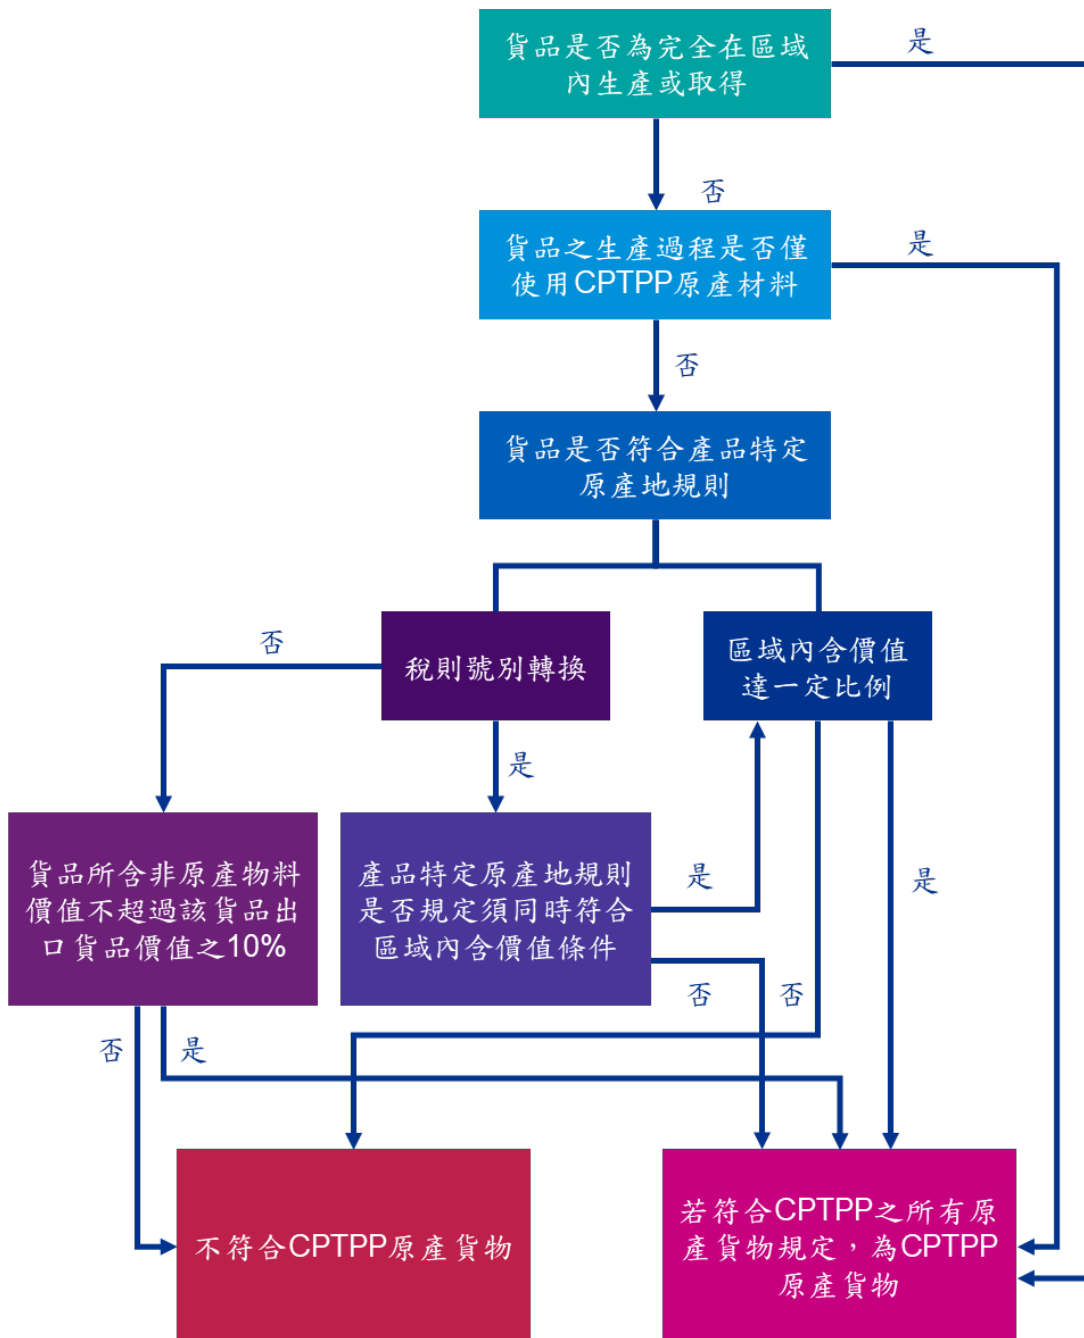 貨品是否為完全在區域
內生產或取得
是
否
貨品之生產過程是否僅
使用CPTPP原產材料
是
否
貨品是否符合產品特定
原產地規則
稅則號別轉換
區域內含價值
達一定比例
否
是
貨品所含非原產物料
價值不超過該貨品出
口貨品價值之10%
產品特定原產地規則
是否規定須同時符合
區域內含價值條件
是
是
否
否
否
是
不符合CPTPP原產貨物
若符合CPTPP之所有原
產貨物規定，為CPTPP
原產貨物